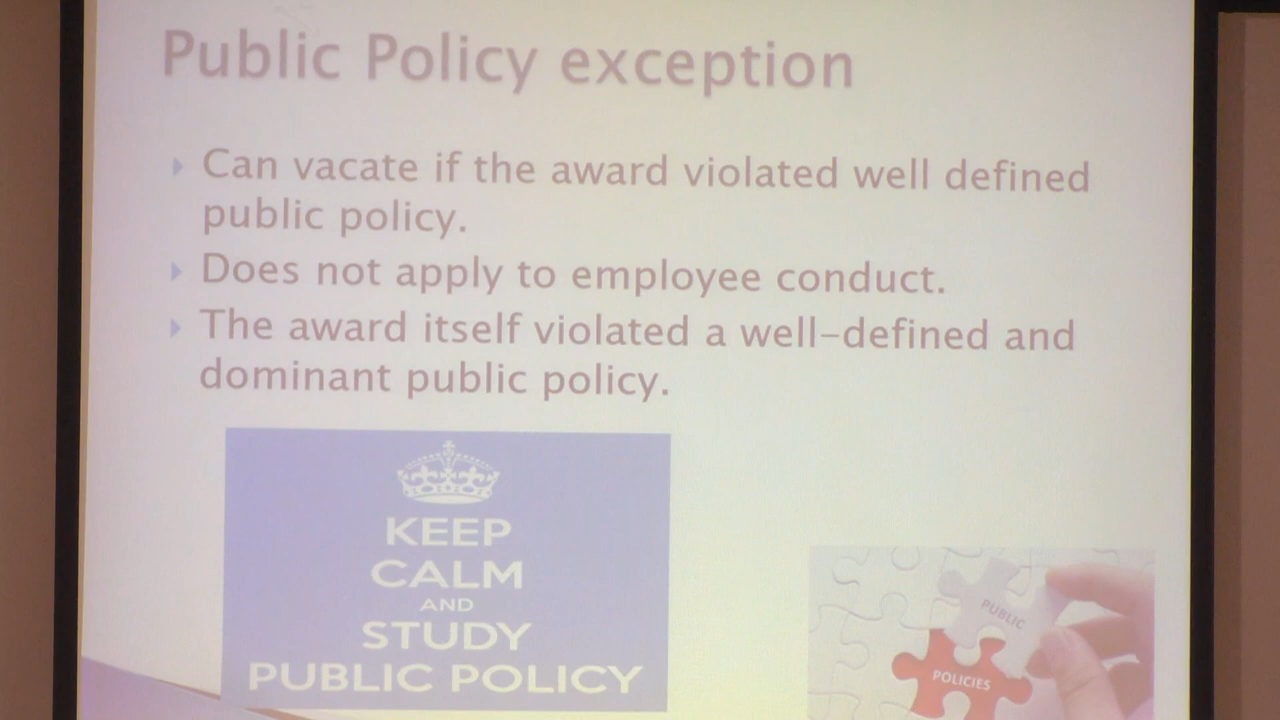 Public Policy exception
Can vacate if the award violated well defined
public policy.
Does not apply to employee conduct.
The award itself violated a well-defined and
dominant public policy.
KEEP
CALM
AND
STUDY
PUBLIC POLICY
PUBLIC
POLICIES